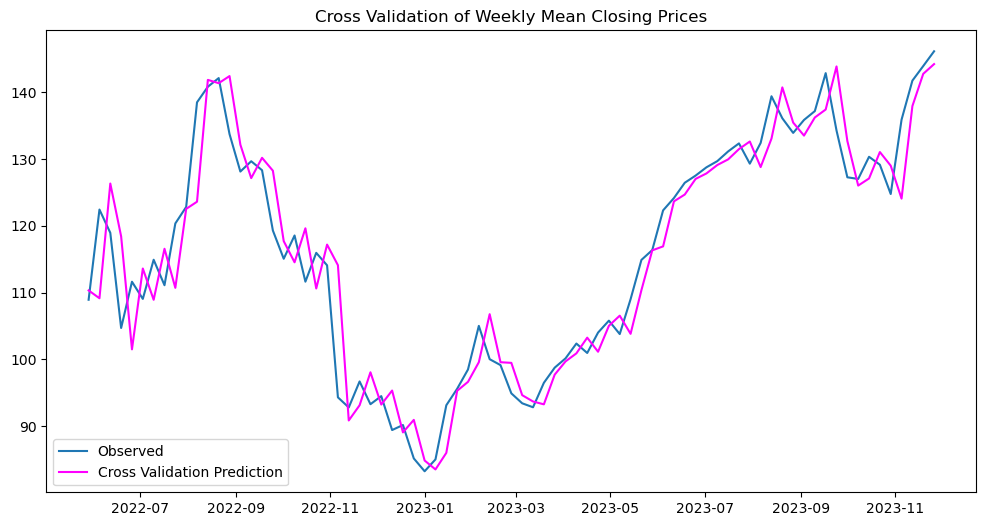 Cross Validation of Weekly Mean Closing Prices
140
130
120
110
100
90
Observed
Cross Validation Prediction
2022-07 2022-09 2022-11 2023-01 2023-03 2023-05 2023-07 2023-09 2023-11